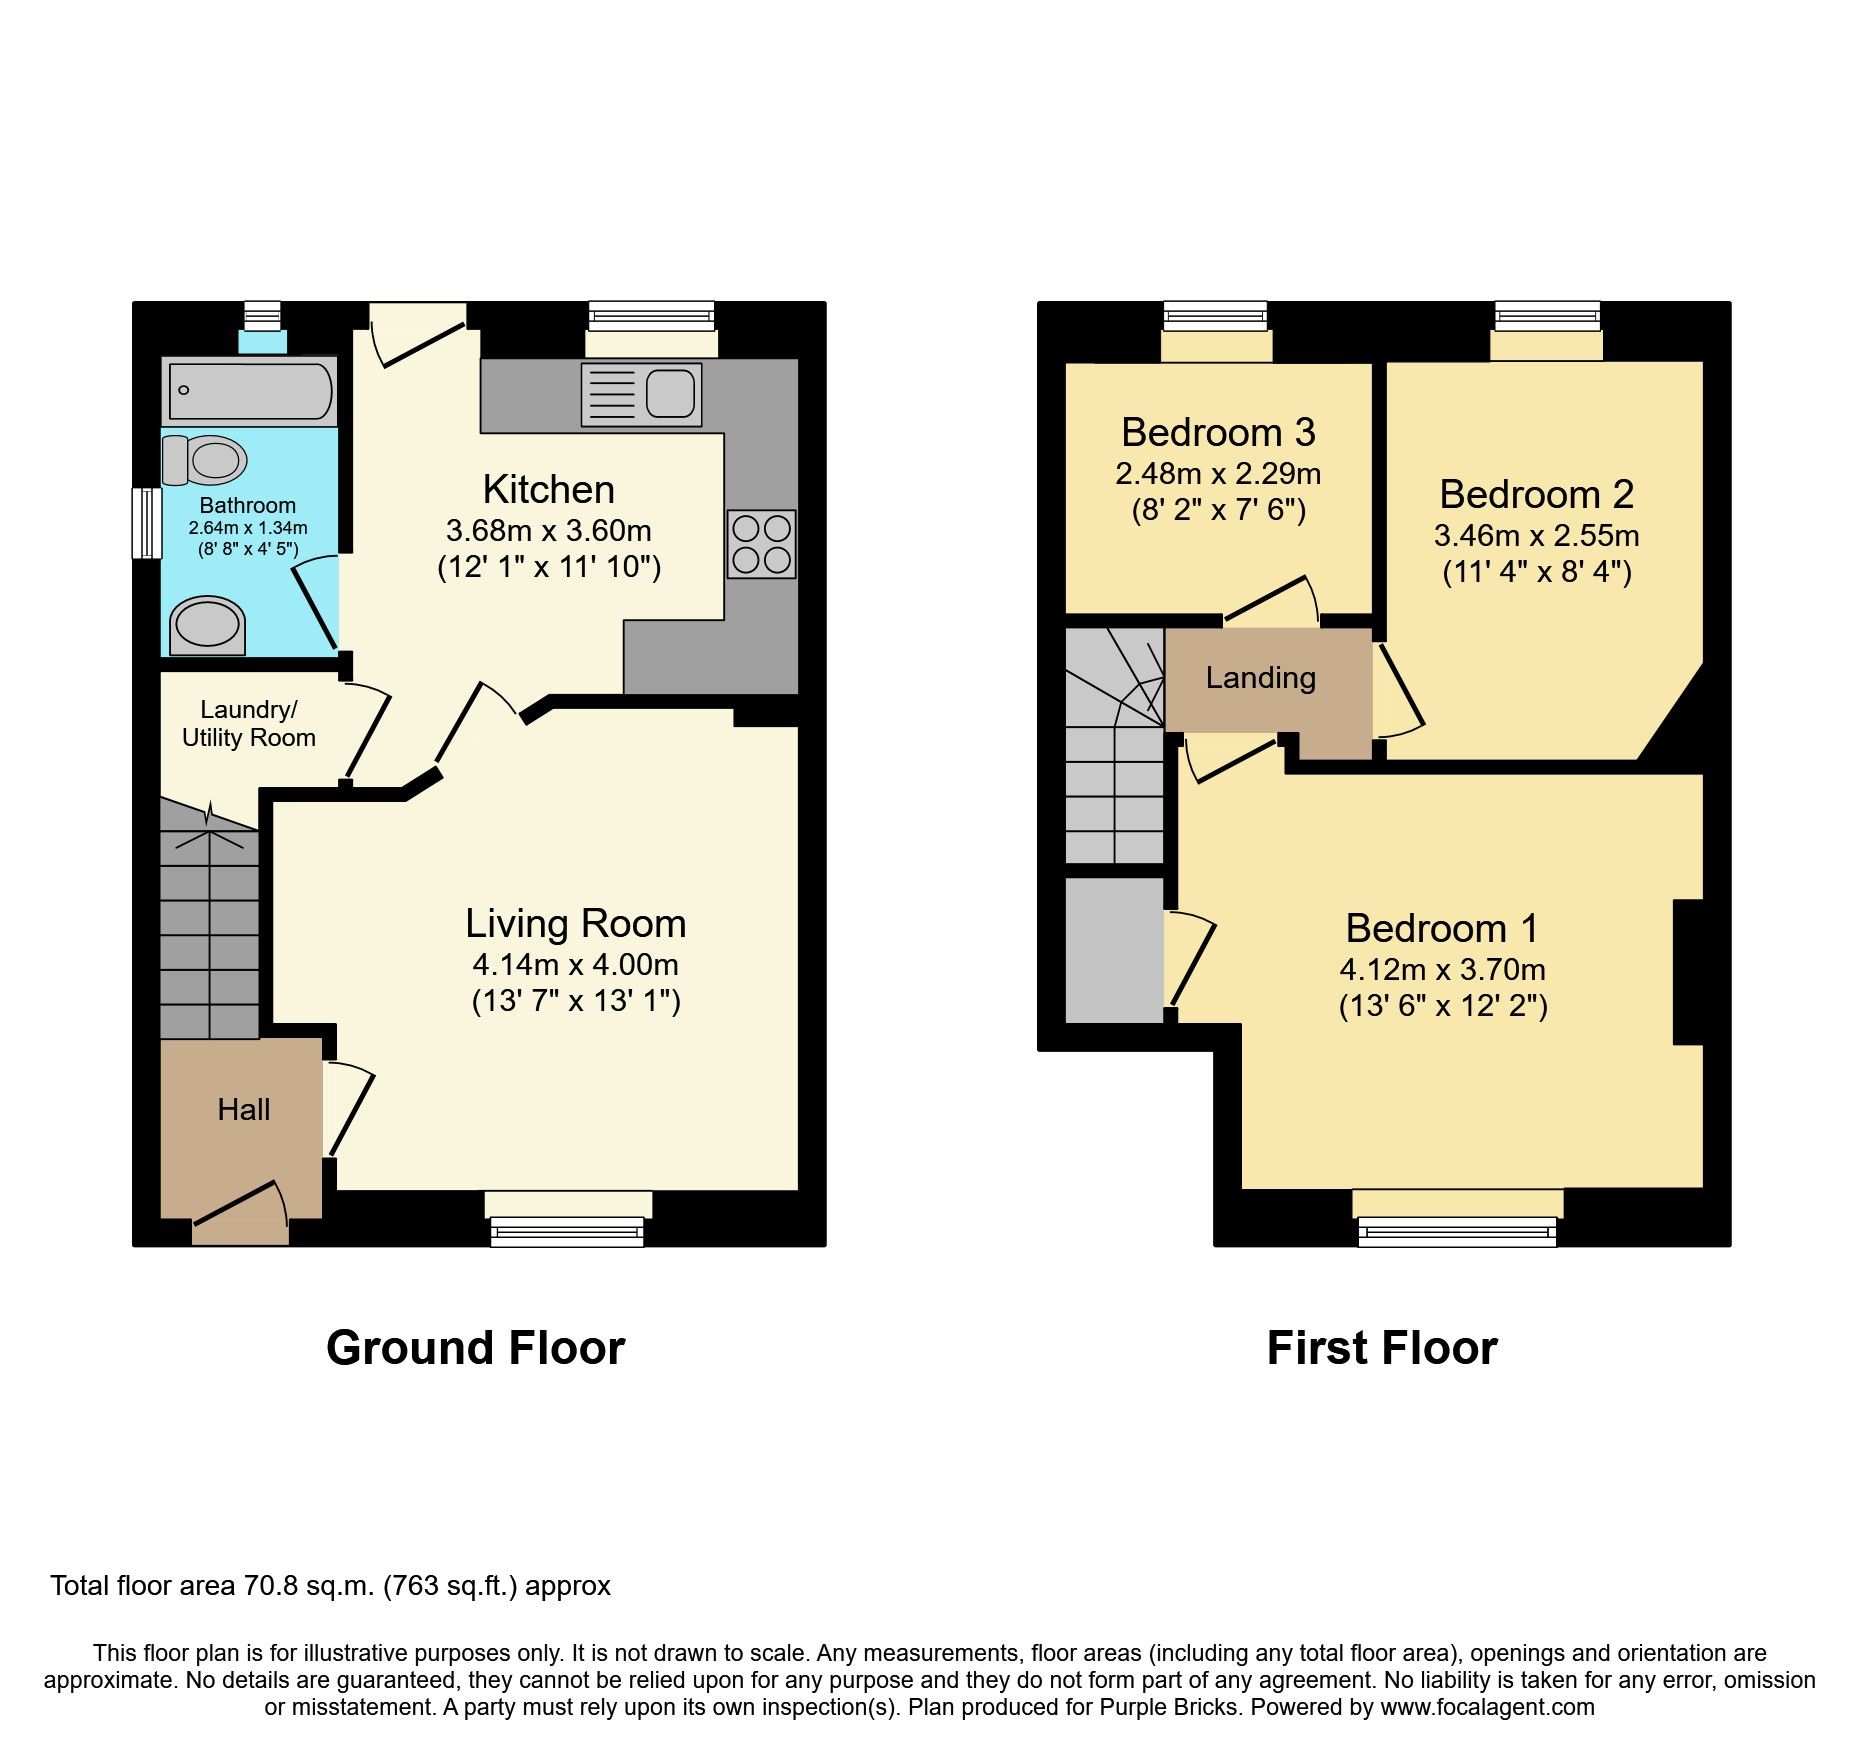 Bathroom
2.64m x 1.34m
(8' 8" x 4' 5")
Kitchen
3.68m x 3.60m
(12' 1" x 11' 10")
Laundry/
Utility Room
Living Room
4.14m x 4.00m
(13' 7" x 13' 1")
Hall
Ground Floor
Bedroom 3
2.48m x 2.29m
(8' 2" x 7' 6")
Bedroom 2
3.46m x 2.55m
(11' 4" x 8' 4")
Landing
Bedroom 1
4.12m x 3.70m
(13' 6" x 12' 2")
First Floor
Total floor area 70.8 sq.m. (763 sq.ft.) approx
This floor plan is for illustrative purposes only. It is not drawn to scale. Any measurements, floor areas (including any total floor area), openings and orientation are
approximate. No details are guaranteed, they cannot be relied upon for any purpose and they do not form part of any agreement. No liability is taken for any error, omission
or misstatement. A party must rely upon its own inspection(s). Plan produced for Purple Bricks. Powered by www.focalagent.com